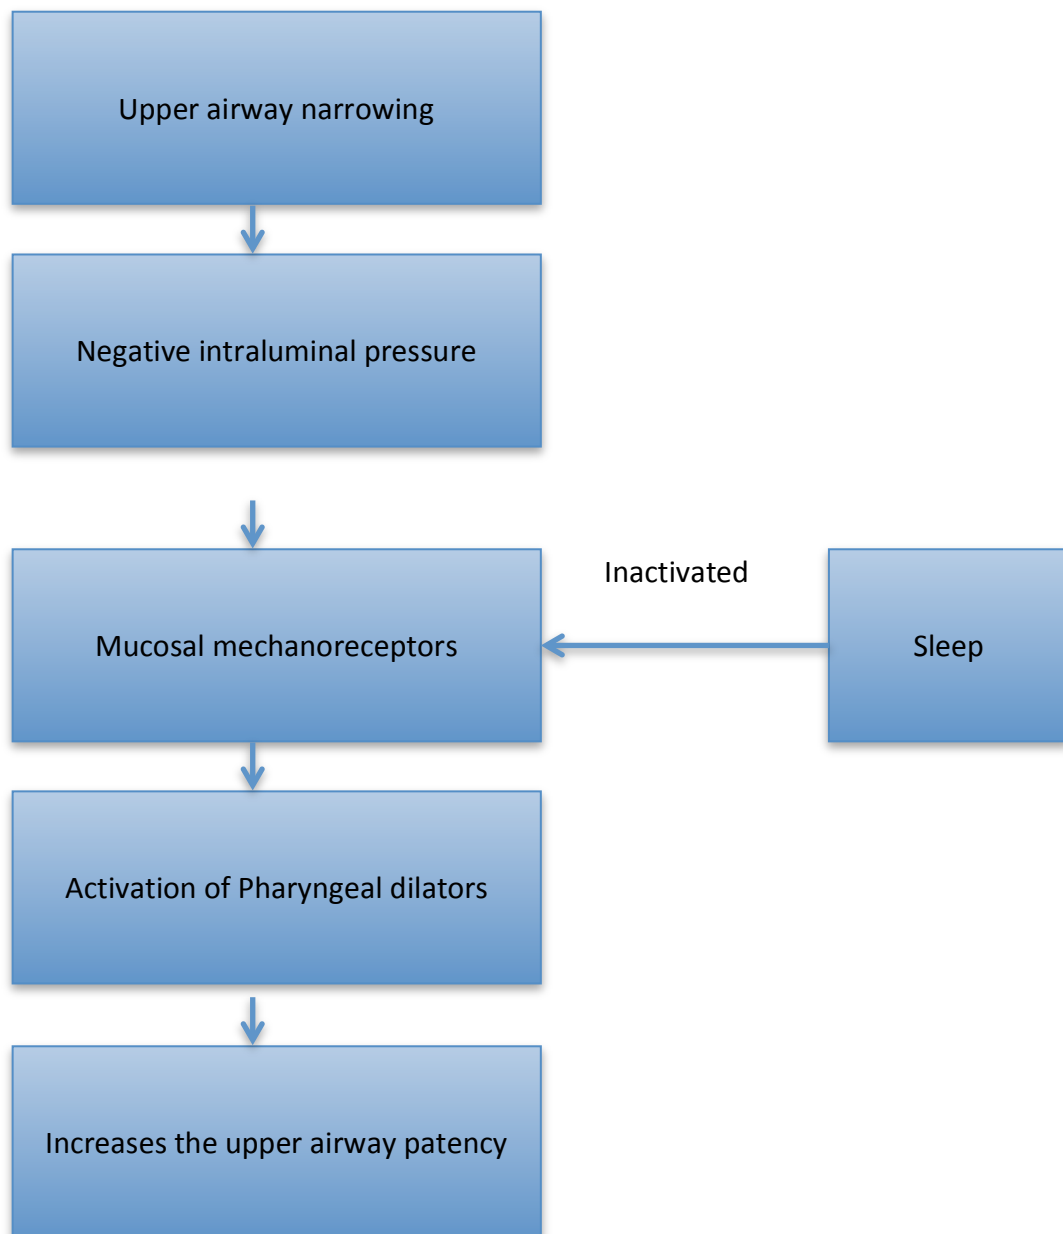 Upper airway narrowing
Negative intraluminal pressure
Inactivated
Mucosal mechanoreceptors
Sleep
Activation of Pharyngeal dilators
Increases the upper airway patency